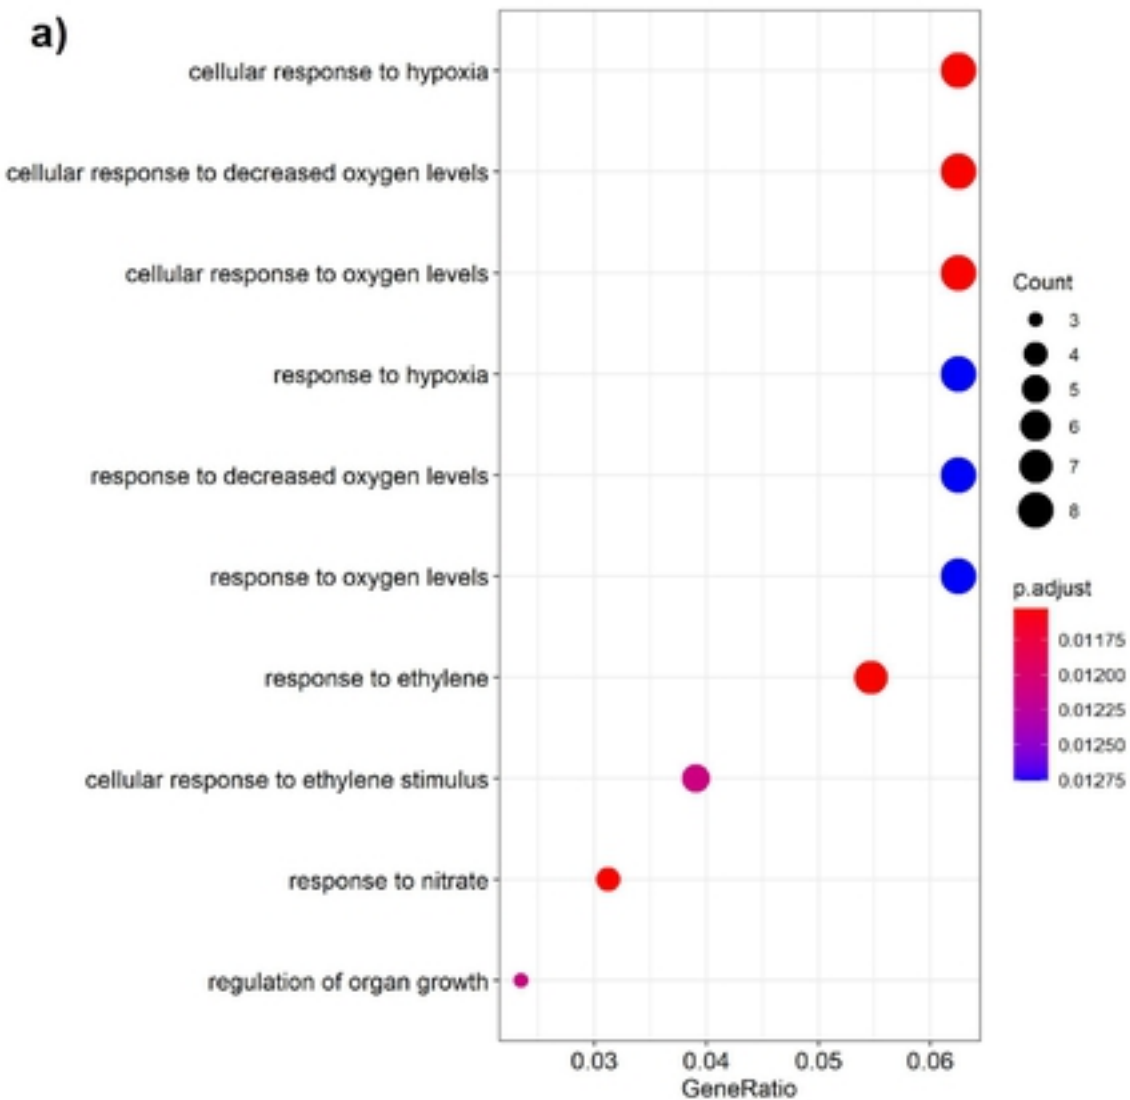 a)
cellular response to hypoxia
cellular response to decreased oxygen levels
cellular response to oxygen levels
response to hypoxia
response to decreased oxygen levels
response to oxygen levels
response to ethylene
cellular response to ethylene stimulus
response to nitrate
regulation of organ growth
0.03 0.04 0.05 0.06
GeneRatio
Count
3
4
5
6
7
8
p.adjust
0.01175
0.01200
0.01225
0.01250
0.01275